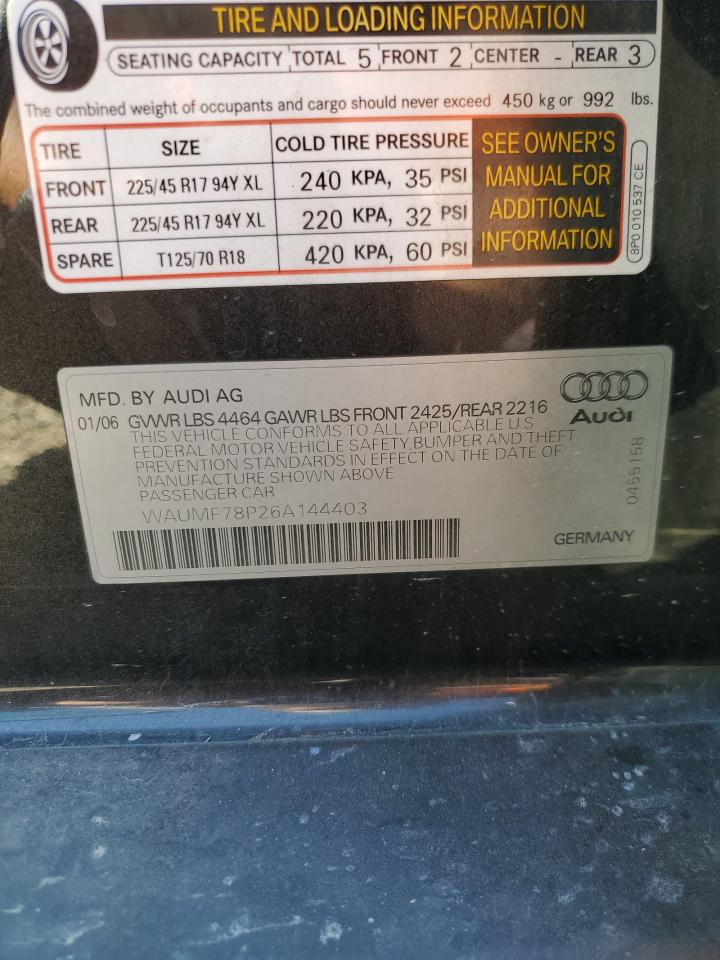 TIRE AND LOADING INFORMATION
SEATING CAPACITY TOTAL 5 FRONT 2 CENTER - REAR 3
The combined weight of occupants and cargo should never exceed 450 kg or 992 lbs.
TIRE SIZE COLD TIRE PRESSURE
FRONT 225/45 R17 94Y XL 240 KPA, 35 PSI
REAR 225/45 R17 94Y XL 220 KPA, 32 PSI
SPARE T125/70 R18 420 KPA, 60 PSI
SEE OWNER'S
MANUAL FOR
ADDITIONAL
INFORMATION
8P0 010 537 CE
MFD. BY AUDI AG
01/06 GVWR LBS 4464 GAWR LBS FRONT 2425/REAR 2216
THIS VEHICLE CONFORMS TO ALL APPLICABLE U.S
FEDERAL MOTOR VEHICLE SAFETY,BUMPER AND THEFT
PREVENTION STANDARDS IN EFFECT ON THE DATE OF
MANUFACTURE SHOWN ABOVE
PASSENGER CAR
WAUMF78P26A144403
Audi
0455158
GERMANY